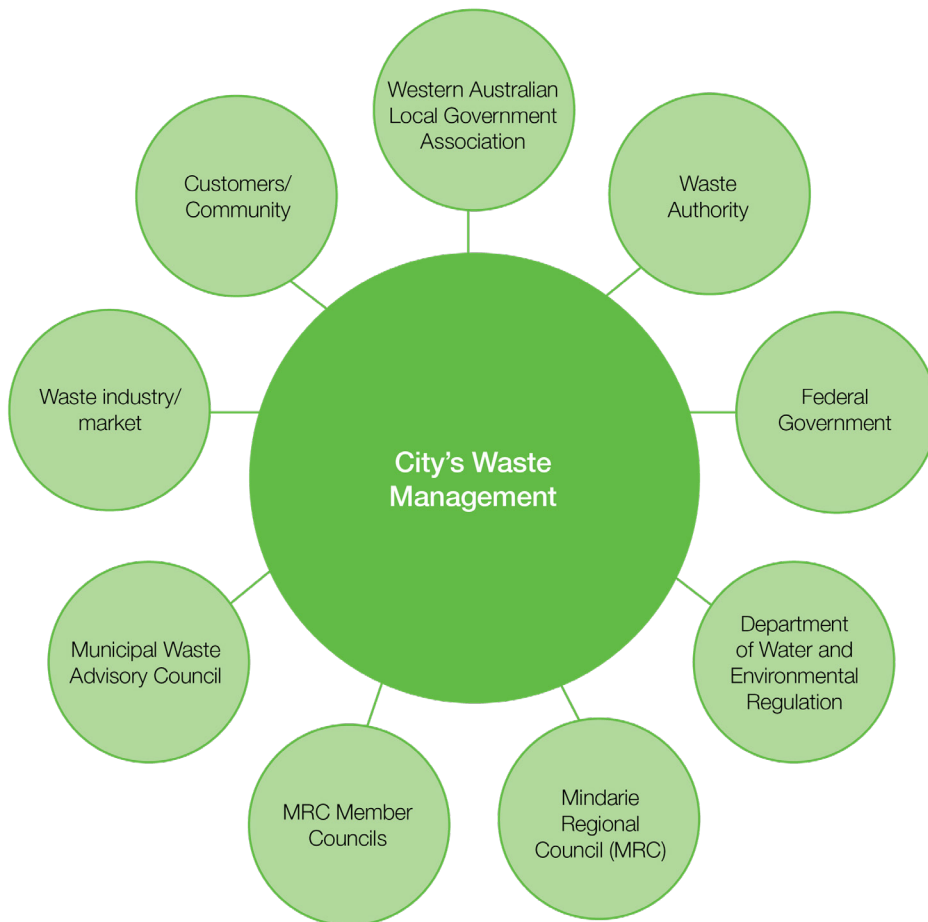 Western Australian
Local Government
Association
Waste
Authority
Federal
Government
Department
of Water and
Environmental
Regulation
Mindarie
Regional
Council (MRC)
MRC Member
Councils
Municipal Waste
Advisory Council
Waste industry/
market
Customers/
Community
City’s Waste
Management